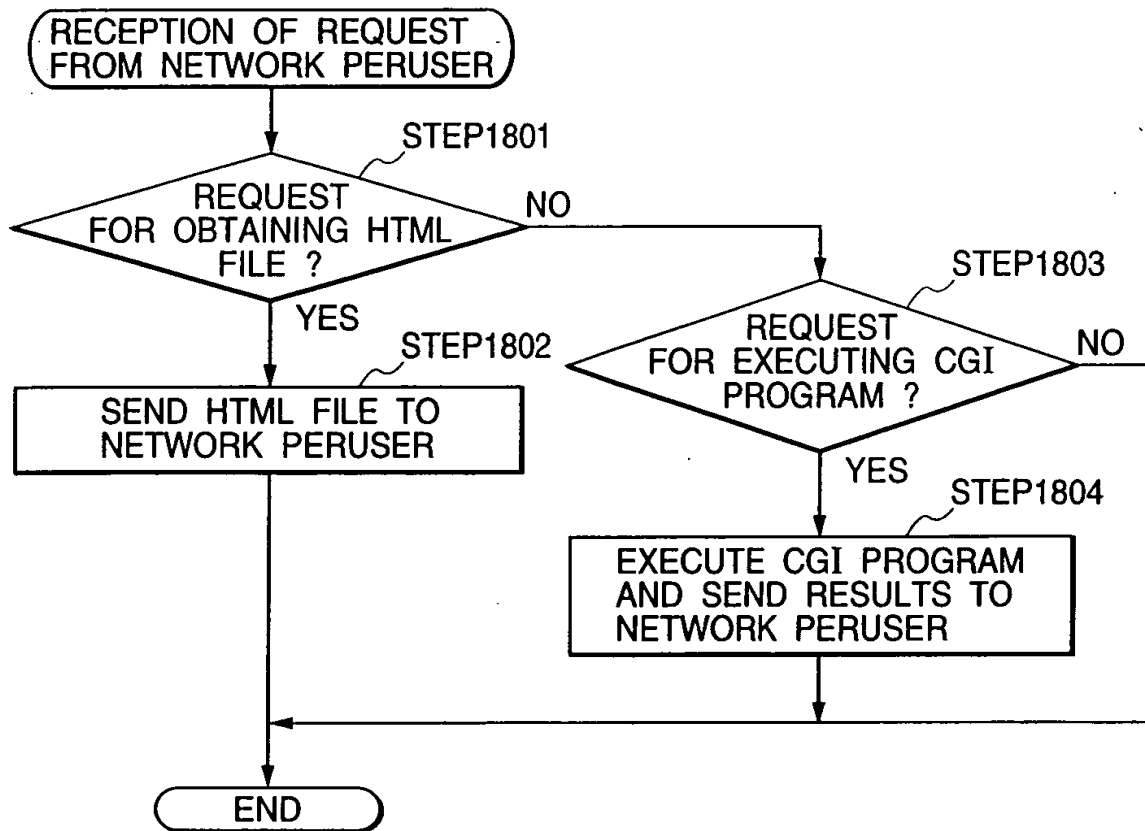 RECEPTION OF REQUEST
FROM NETWORK PERUSER
STEP1801
REQUEST
FOR OBTAINING HTML
FILE ?
NO
YES
STEP1802
SEND HTML FILE TO
NETWORK PERUSER
STEP1803
REQUEST
FOR EXECUTING CGI
PROGRAM ?
NO
YES
STEP1804
EXECUTE CGI PROGRAM
AND SEND RESULTS TO
NETWORK PERUSER
END